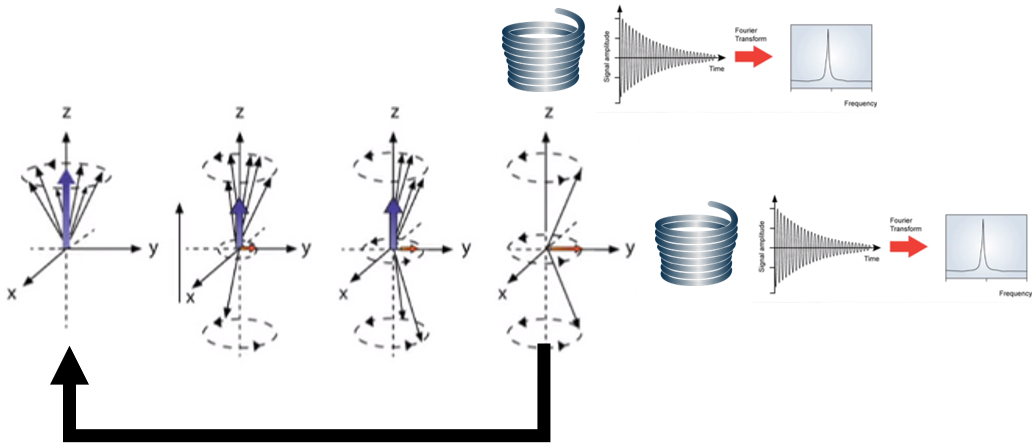 Signal amplitude
Time
Fourier
Transform
Frequency
z
y
x
z
y
x
z
y
x
z
y
x
Signal amplitude
Time
Fourier
Transform
Frequency